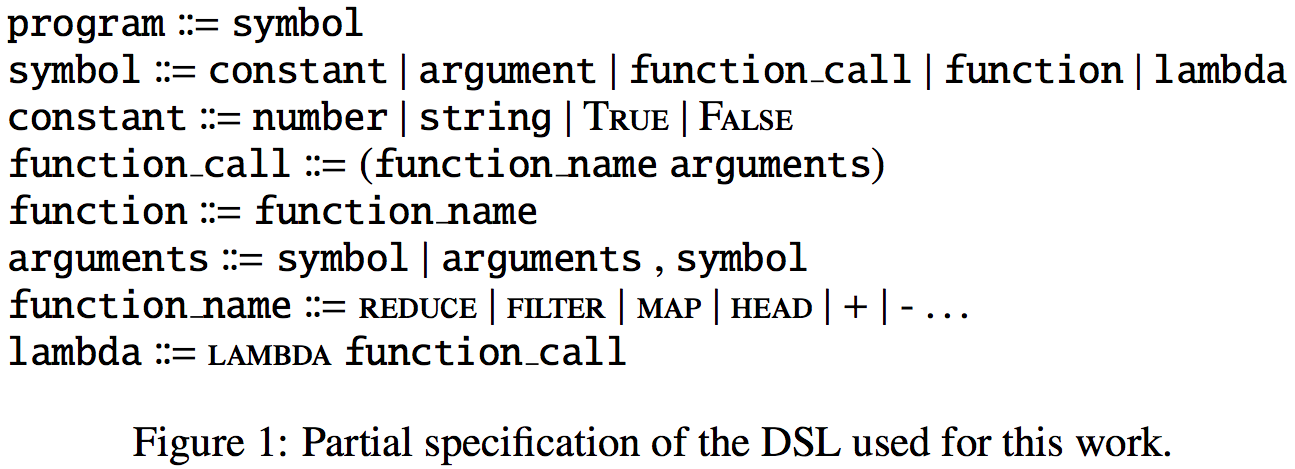 program ::= symbol
symbol ::= constant | argument | function_call | function | lambda
constant ::= number | string | TRUE | FALSE
function_call ::= (function_name arguments)
function ::= function_name
arguments ::= symbol | arguments , symbol
function_name ::= REDUCE | FILTER | MAP | HEAD | + | - ...
lambda ::= LAMBDA function_call
Figure 1: Partial specification of the DSL used for this work.